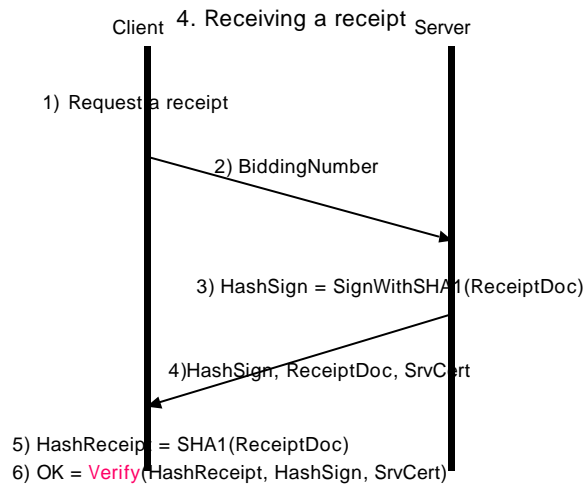 4. Receiving a receipt
Client
Server
1) Request a receipt
2) BiddingNumber
3) HashSign = SignWithSHA1(ReceiptDoc)
4)HashSign, ReceiptDoc, SrvCert
5) HashReceipt = SHA1(ReceiptDoc)
6) OK = Verify(HashReceipt, HashSign, SrvCert)